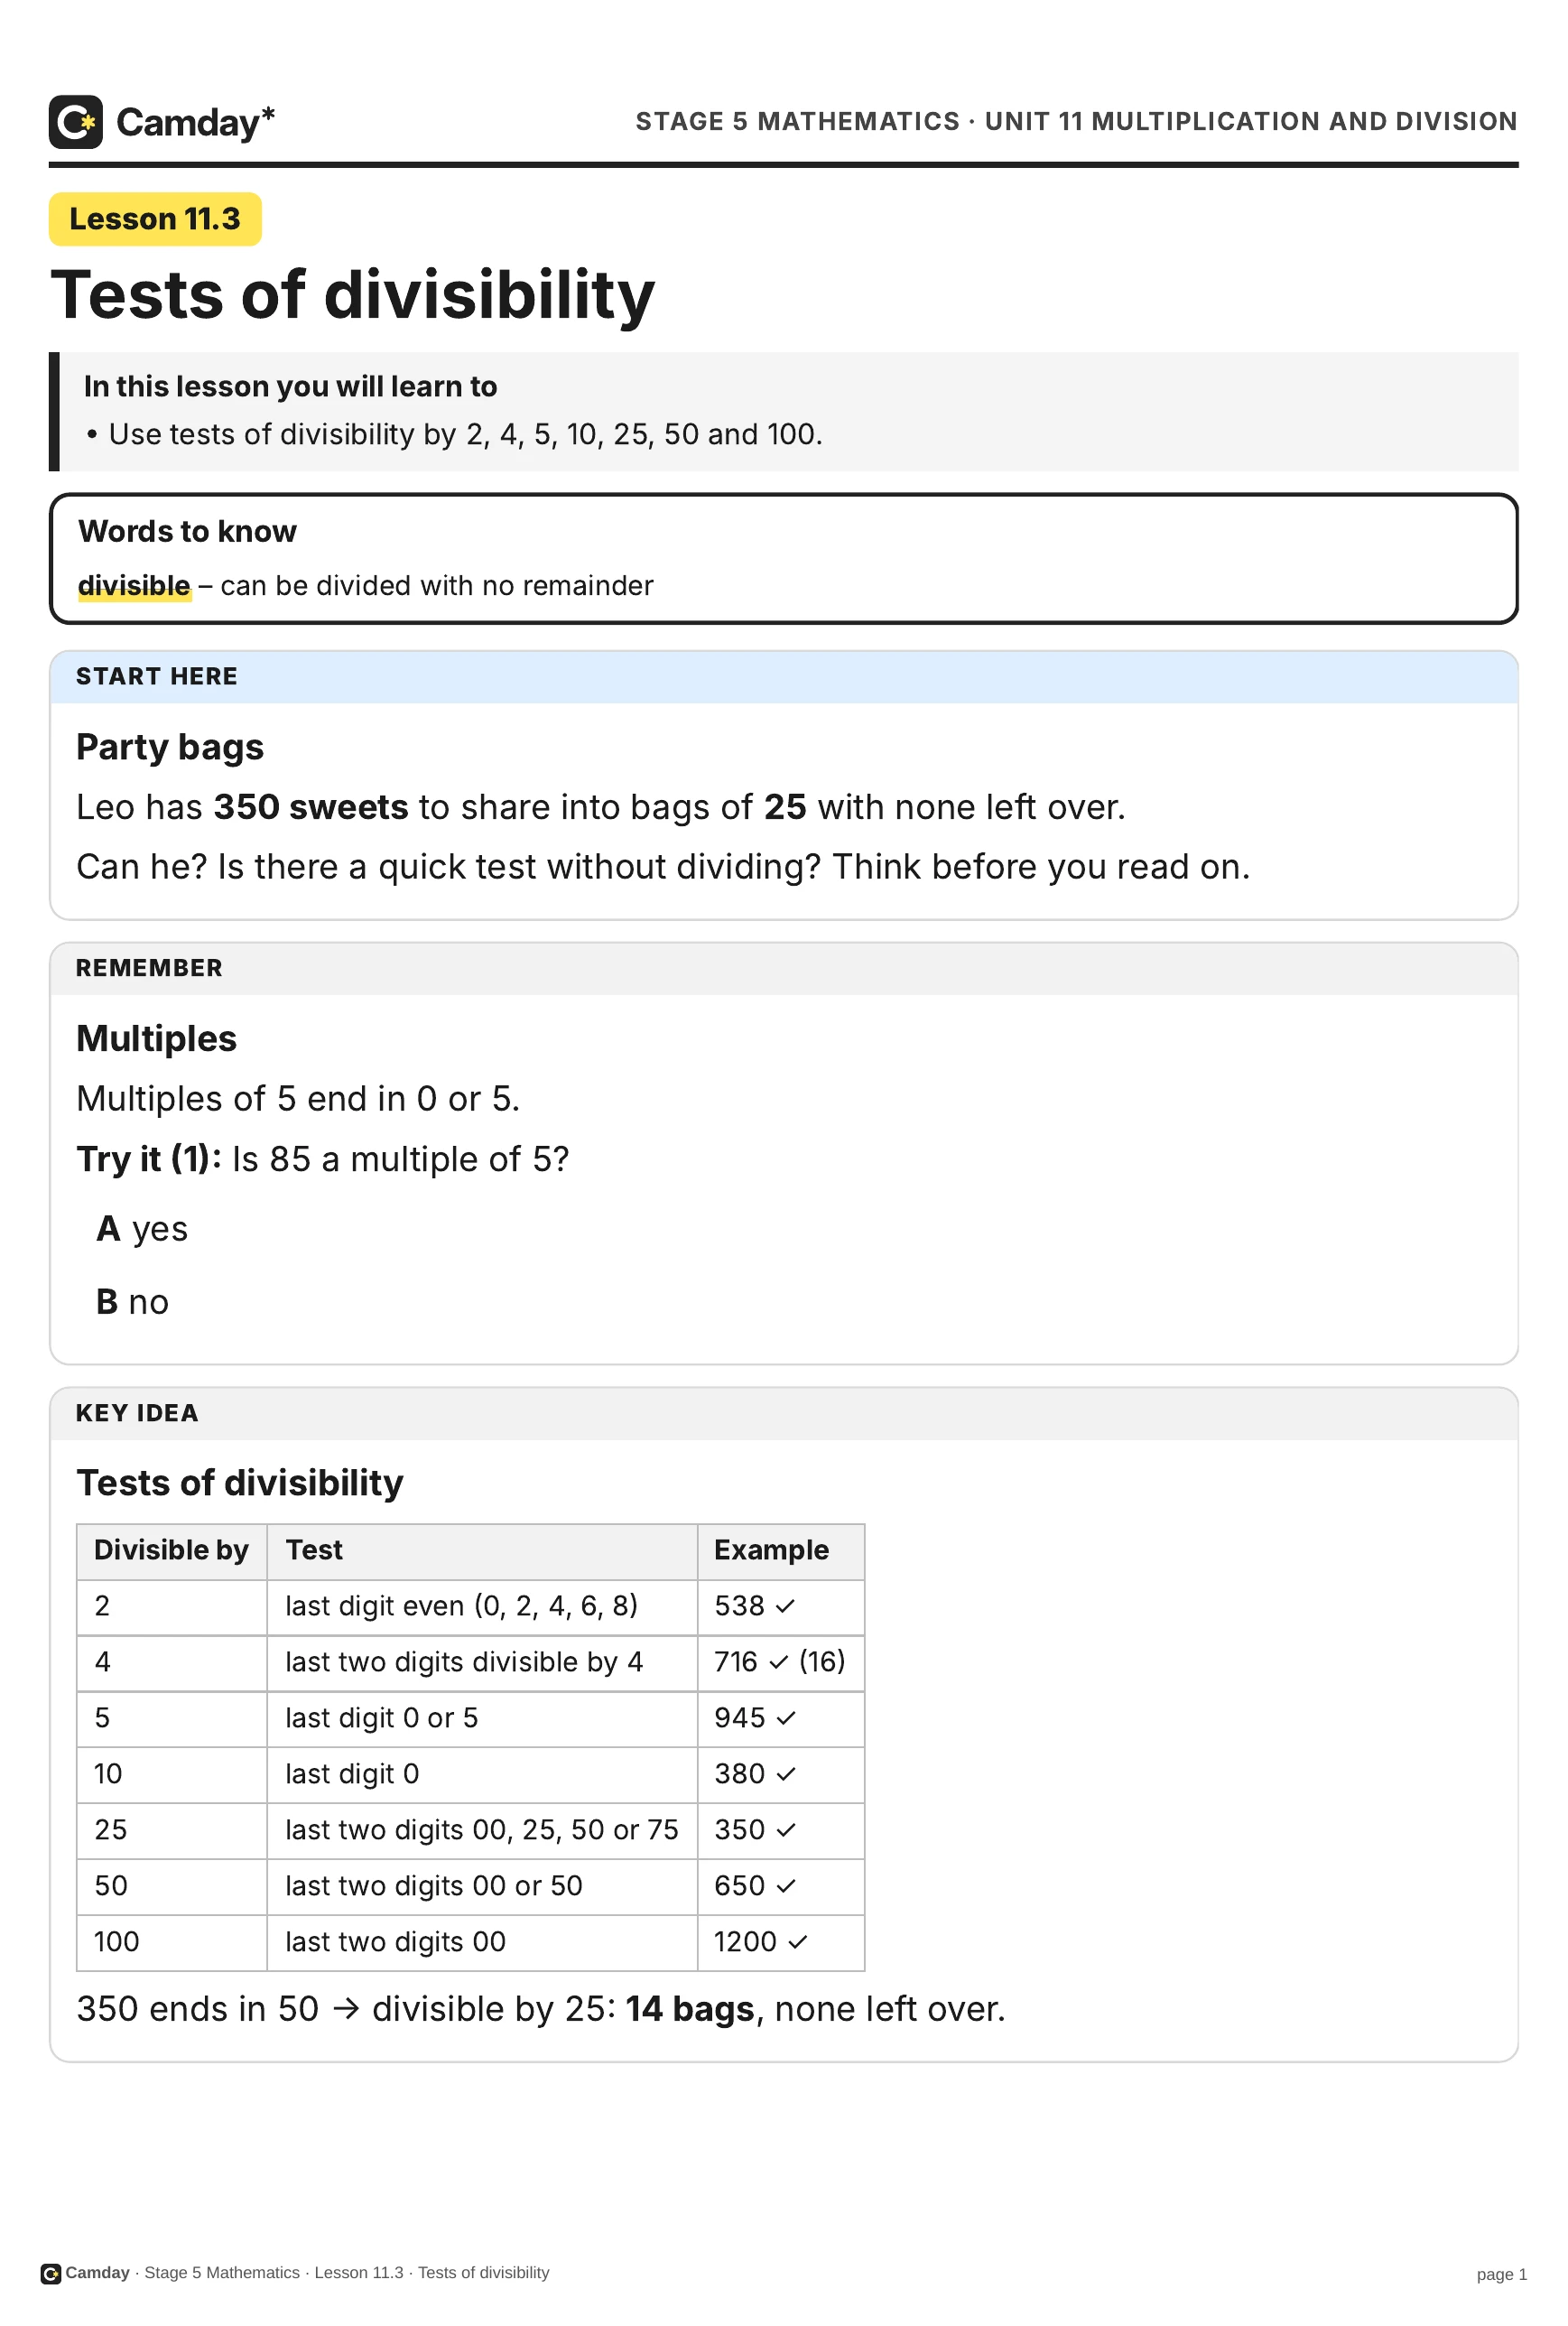 Camday*
STAGE 5 MATHEMATICS · UNIT 11 MULTIPLICATION AND DIVISION
Lesson 11.3
Tests of divisibility
In this lesson you will learn to
• Use tests of divisibility by 2, 4, 5, 10, 25, 50 and 100.
Words to know
divisible – can be divided with no remainder
START HERE
Party bags
Leo has 350 sweets to share into bags of 25 with none left over.
Can he? Is there a quick test without dividing? Think before you read on.
REMEMBER
Multiples
Multiples of 5 end in 0 or 5.
Try it (1): Is 85 a multiple of 5?
A yes
B no
KEY IDEA
Tests of divisibility
Divisible by Test Example
2 last digit even (0, 2, 4, 6, 8) 538 ✓
4 last two digits divisible by 4 716 ✓ (16)
5 last digit 0 or 5 945 ✓
10 last digit 0 380 ✓
25 last two digits 00, 25, 50 or 75 350 ✓
50 last two digits 00 or 50 650 ✓
100 last two digits 00 1200 ✓
350 ends in 50 → divisible by 25: 14 bags, none left over.
Camday · Stage 5 Mathematics · Lesson 11.3 · Tests of divisibility
page 1